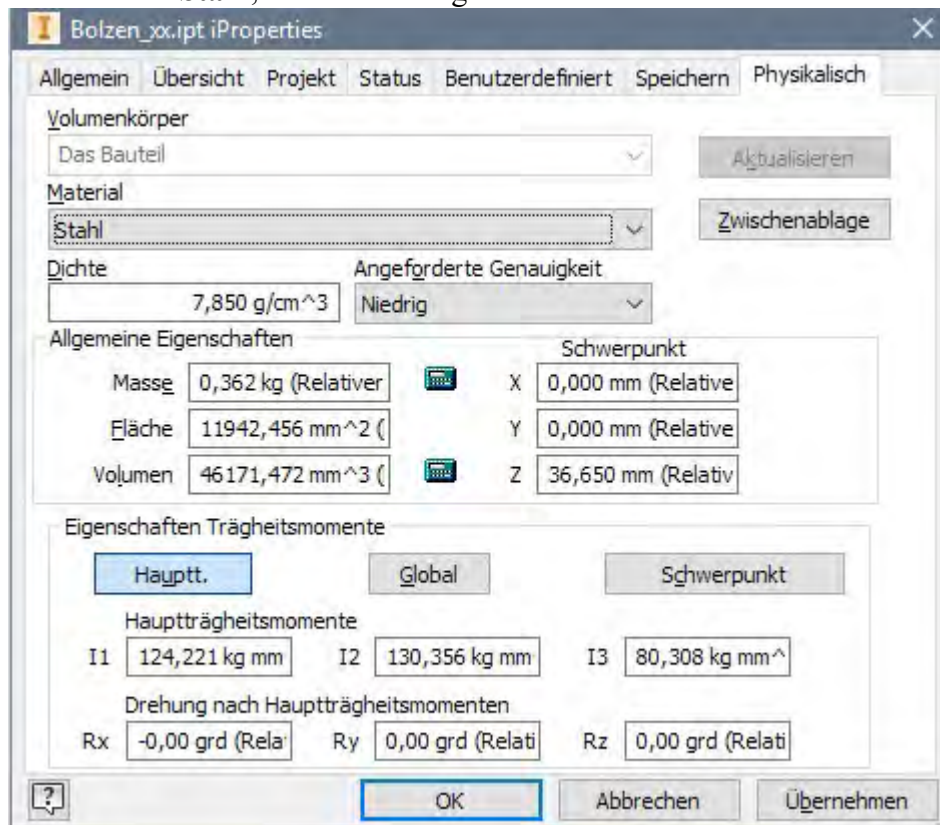 Bolzen_xx.ipt iProperties
Allgemein Übersicht Projekt Status Benutzerdefiniert Speichern Physikalisch
Volumenkörper
Das Bauteil
Aktualisieren
Material
Stahl
Zwischenablage
Dichte Angeforderte Genauigkeit
7,850 g/cm^3 Niedrig
Allgemeine Eigenschaften Schwerpunkt
Masse 0,362 kg (Relativer X 0,000 mm (Relative
Fläche 11942,456 mm^2 ( Y 0,000 mm (Relative
Volumen 46171,472 mm^3 ( Z 36,650 mm (Relativ
Eigenschaften Trägheitsmomente
Hauptt. Global Schwerpunkt
Hauptträgheitsmomente
I1 124,221 kg mm I2 130,356 kg mm I3 80,308 kg mm^
Drehung nach Hauptträgheitsmomenten
Rx -0,00 grd (Rela Ry 0,00 grd (Relati Rz 0,00 grd (Relati
? OK Abbrechen Übernehmen